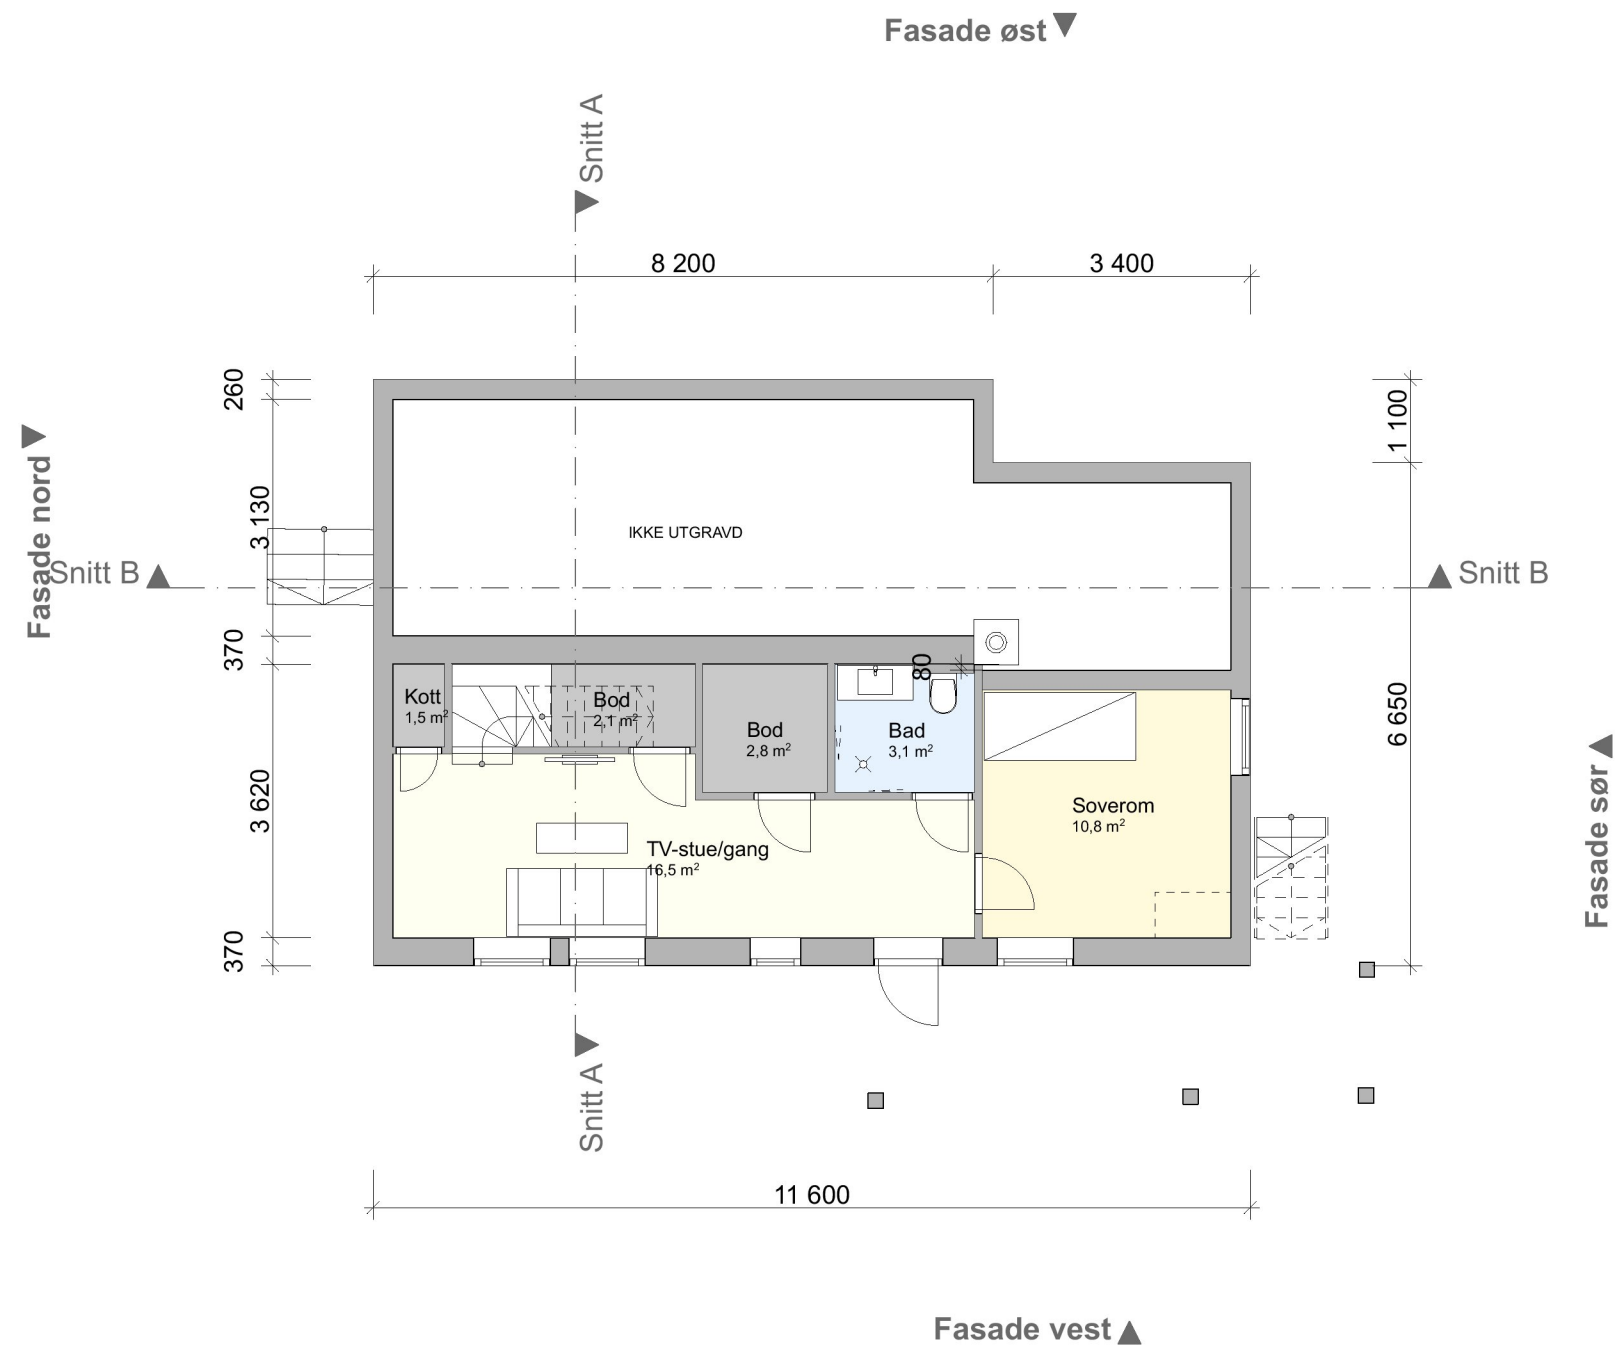 Fasade øst
Snitt A
8 200
3 400
260
1 100
Fasade nord
3 130
IKKE UTGRAVD
Snitt B
Snitt B
370
80
Kott
1,5 m²
Bod
2,1 m²
Bod
2,8 m²
Bad
3,1 m²
6 650
3 620
Soverom
10,8 m²
TV-stue/gang
16,5 m²
Fasade sør
370
Snitt A
11 600
Fasade vest